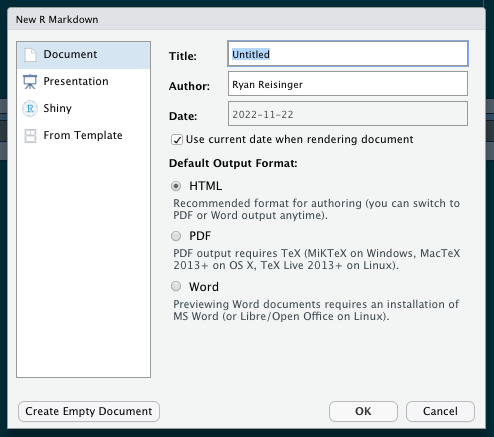 New R Markdown
Document
Presentation
Shiny
From Template
Title:
Untitled
Author:
Ryan Reisinger
Date:
2022-11-22
Use current date when rendering document
Default Output Format:
HTML
Recommended format for authoring (you can switch to
PDF or Word output anytime).
PDF
PDF output requires TeX (MiKTeX on Windows, MacTeX
2013+ on OS X, TeX Live 2013+ on Linux).
Word
Previewing Word documents requires an installation of
MS Word (or Libre/Open Office on Linux).
Create Empty Document
OK
Cancel